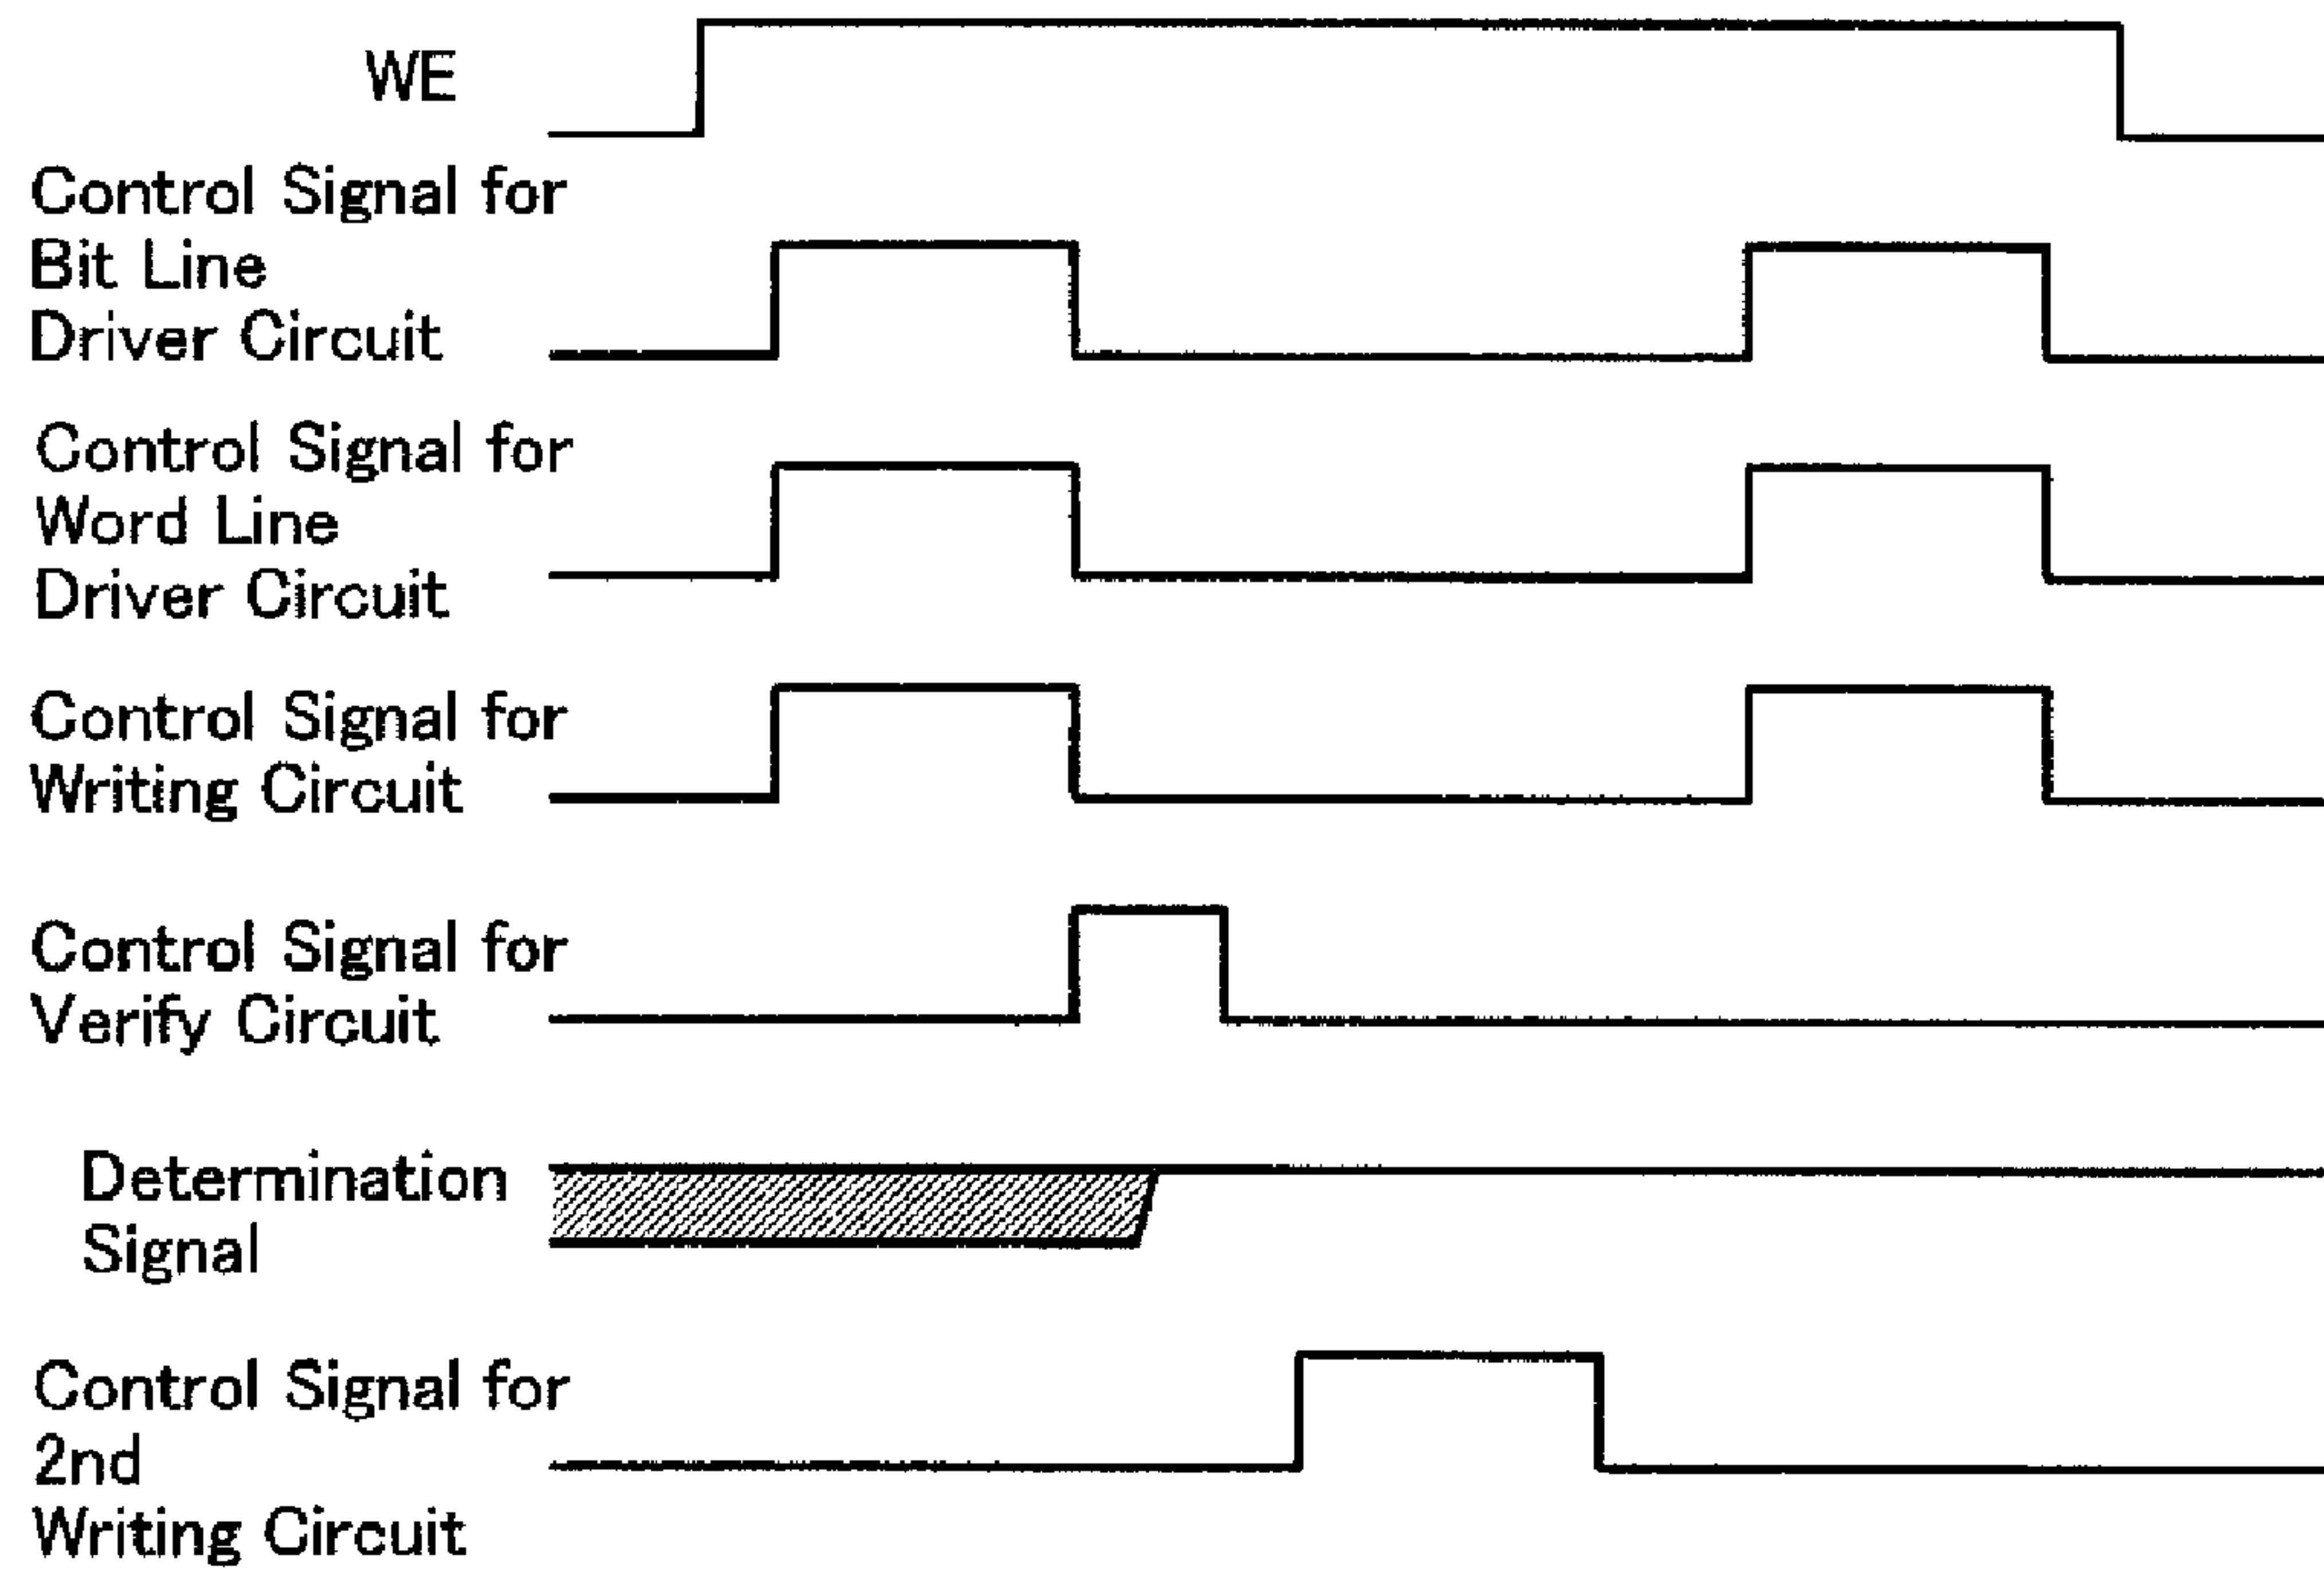 WE
Control Signal for
Bit Line
Driver Circuit
Control Signal for
Word Line
Driver Circuit
Control Signal for
Writing Circuit
Control Signal for
Verify Circuit
Determination
Signal
Control Signal for
2nd
Writing Circuit